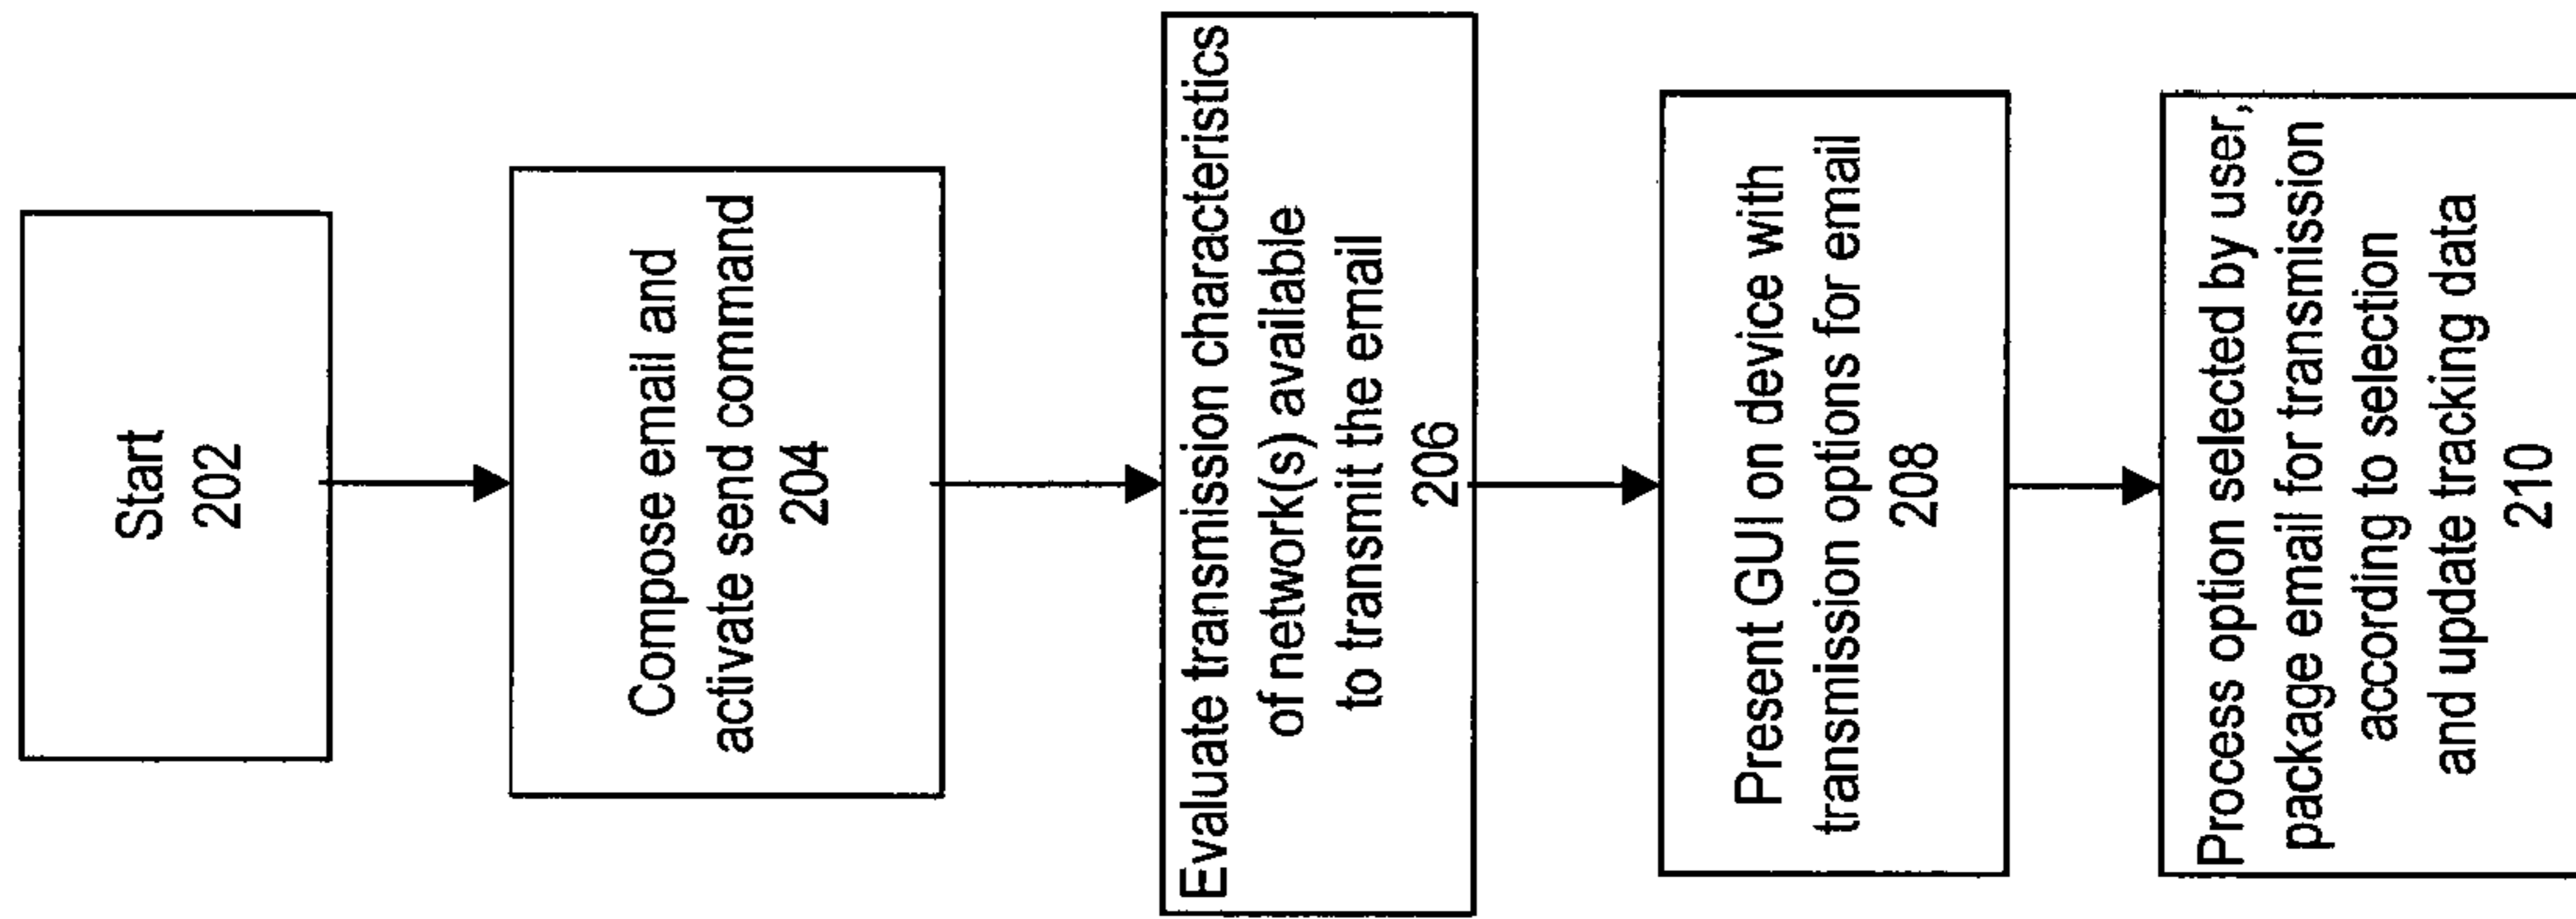 Start
202
Compose email and
activate send command
204
Evaluate transmission characteristics
of network(s) available
to transmit the email
206
Present GUI on device with
transmission options for email
208
Process option selected by user,
package email for transmission
according to selection
and update tracking data
210